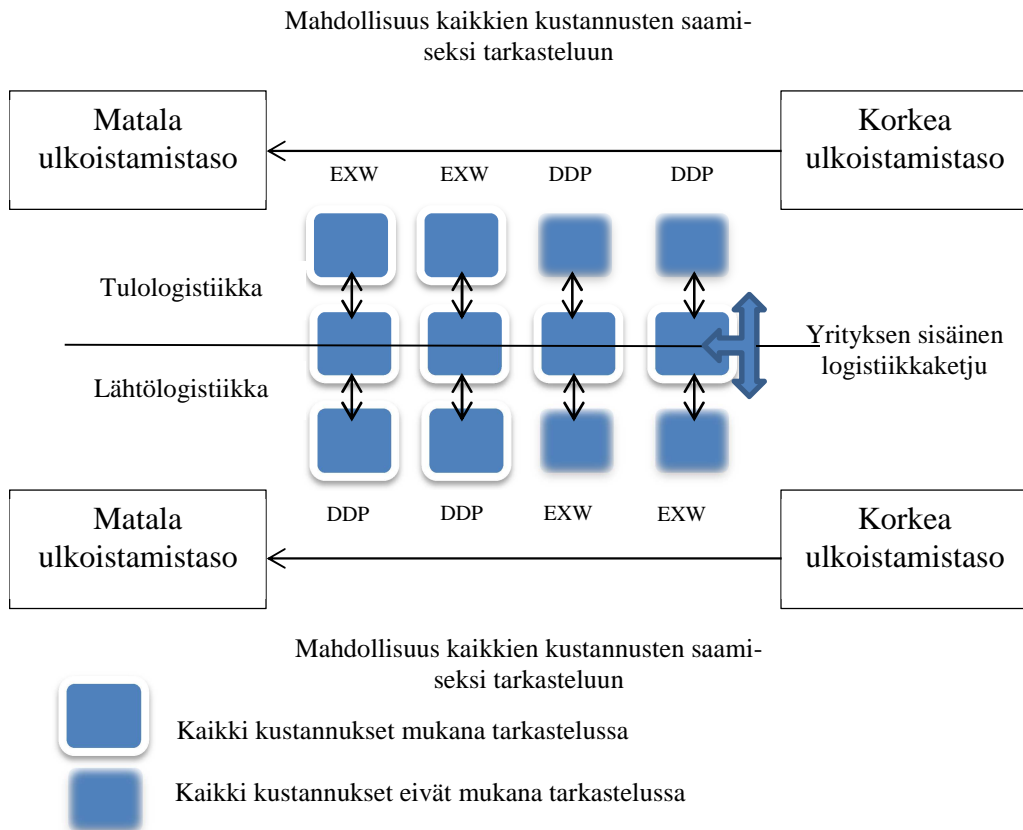 Mahdollisuus kaikkien kustannusten saami-
seksi tarkasteluun
Matala
ulkoistamistaso
Korkea
ulkoistamistaso
EXW EXW DDP DDP
Tulologistiikka
Yrityksen sisäinen
logistiikkaketju
Lähtölogistiikka
DDP DDP EXW EXW
Matala
ulkoistamistaso
Korkea
ulkoistamistaso
Mahdollisuus kaikkien kustannusten saami-
seksi tarkasteluun
Kaikki kustannukset mukana tarkastelussa
Kaikki kustannukset eivät mukana tarkastelussa